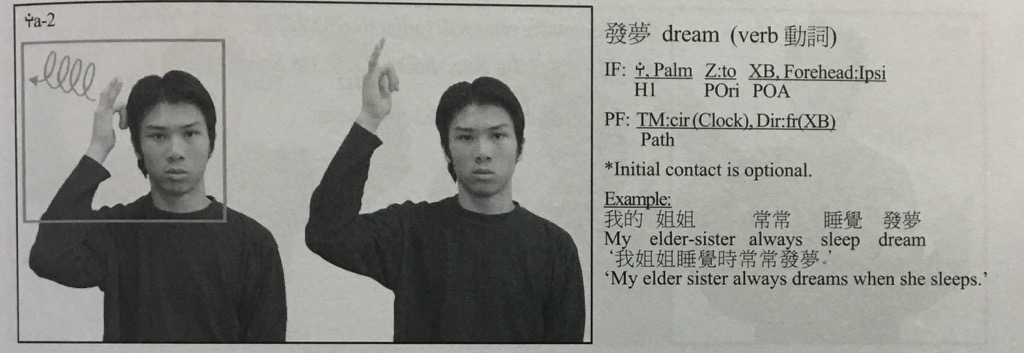 a-2
發夢 dream (verb 動詞)
IF: , Palm Z:to XB, Forehead:Ipsi
H1 POri POA
PF: TM:cir(Clock), Dir:fr(XB)
Path
*Initial contact is optional.
Example:
我的 姐姐 常常 睡覺 發夢
My elder-sister always sleep dream
‘我姐姐睡覺時常常發夢。’
‘My elder sister always dreams when she sleeps.’